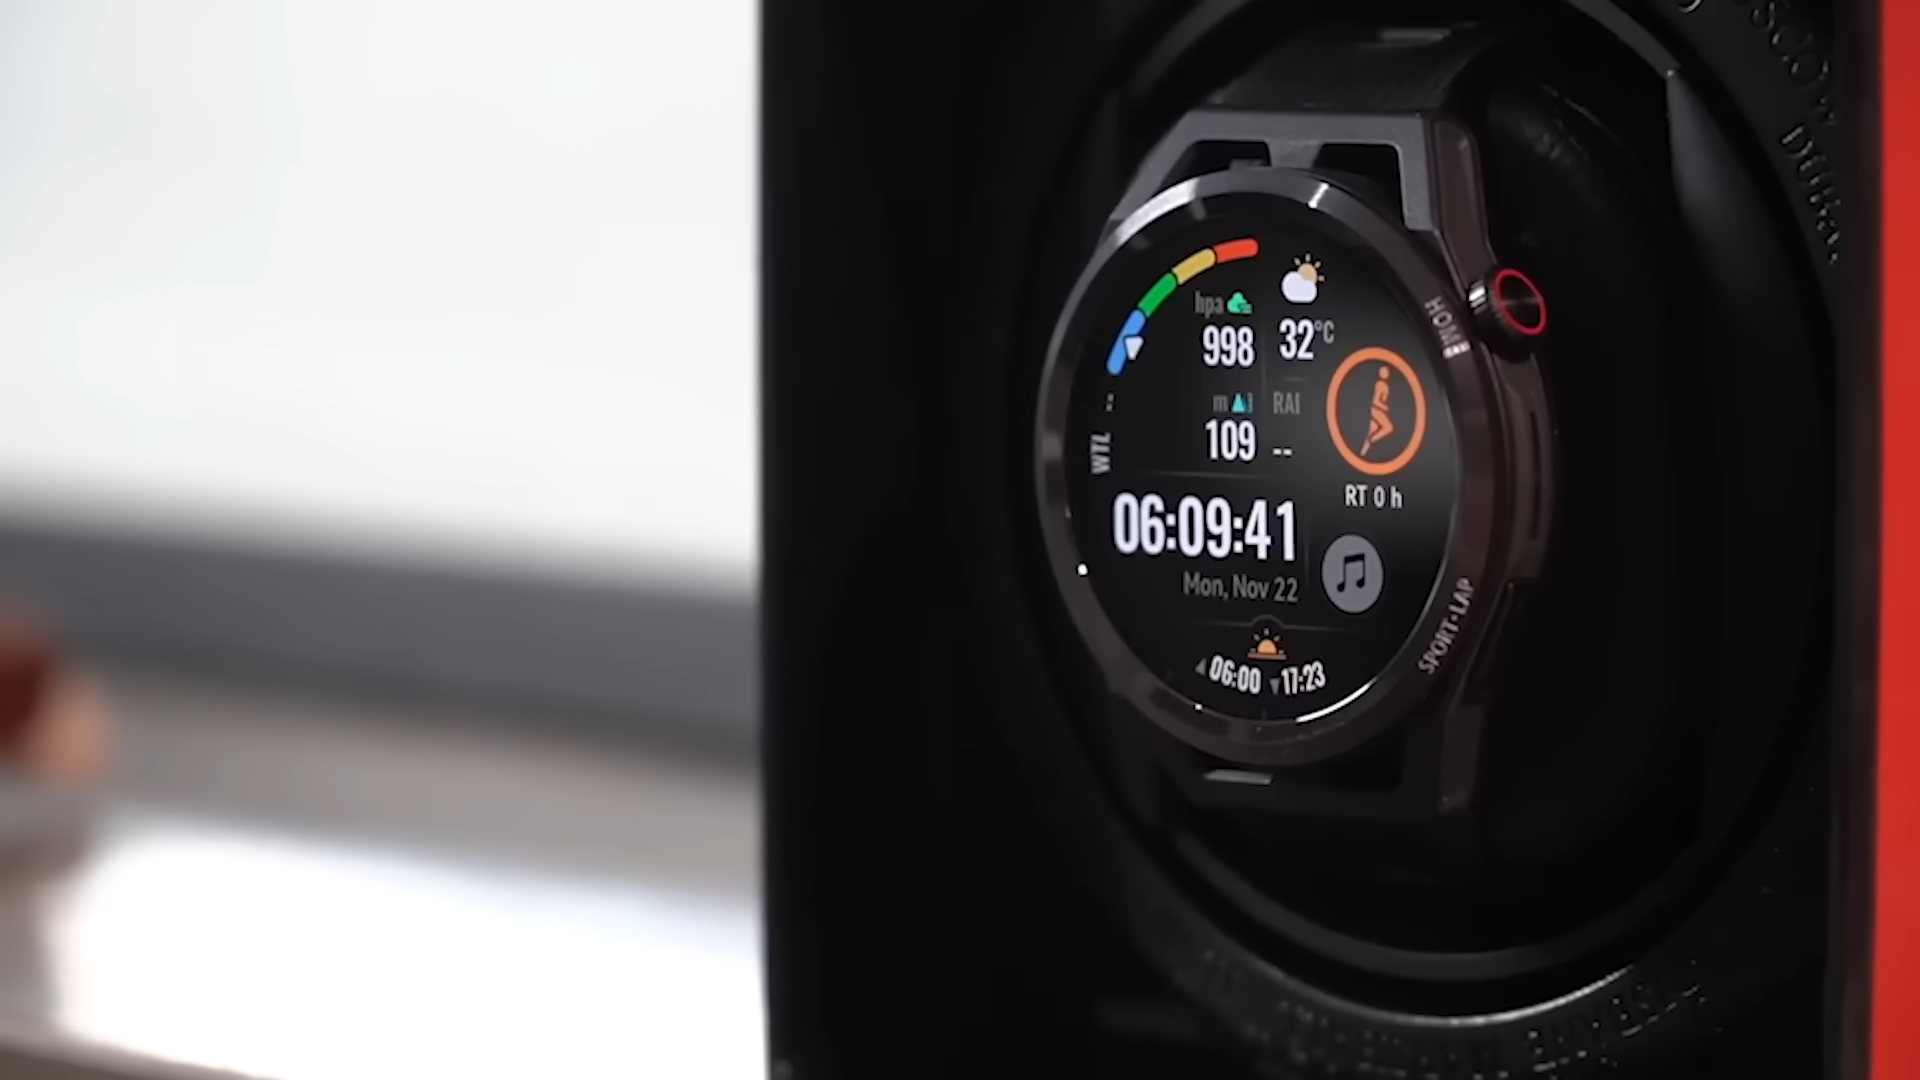 hpa
998
32°C
m
109
RAI
--
WTL --
RT 0 h
06:09:41
Mon, Nov 22
06:00 17:23
HOME
SPORT·LAP
DUBAI